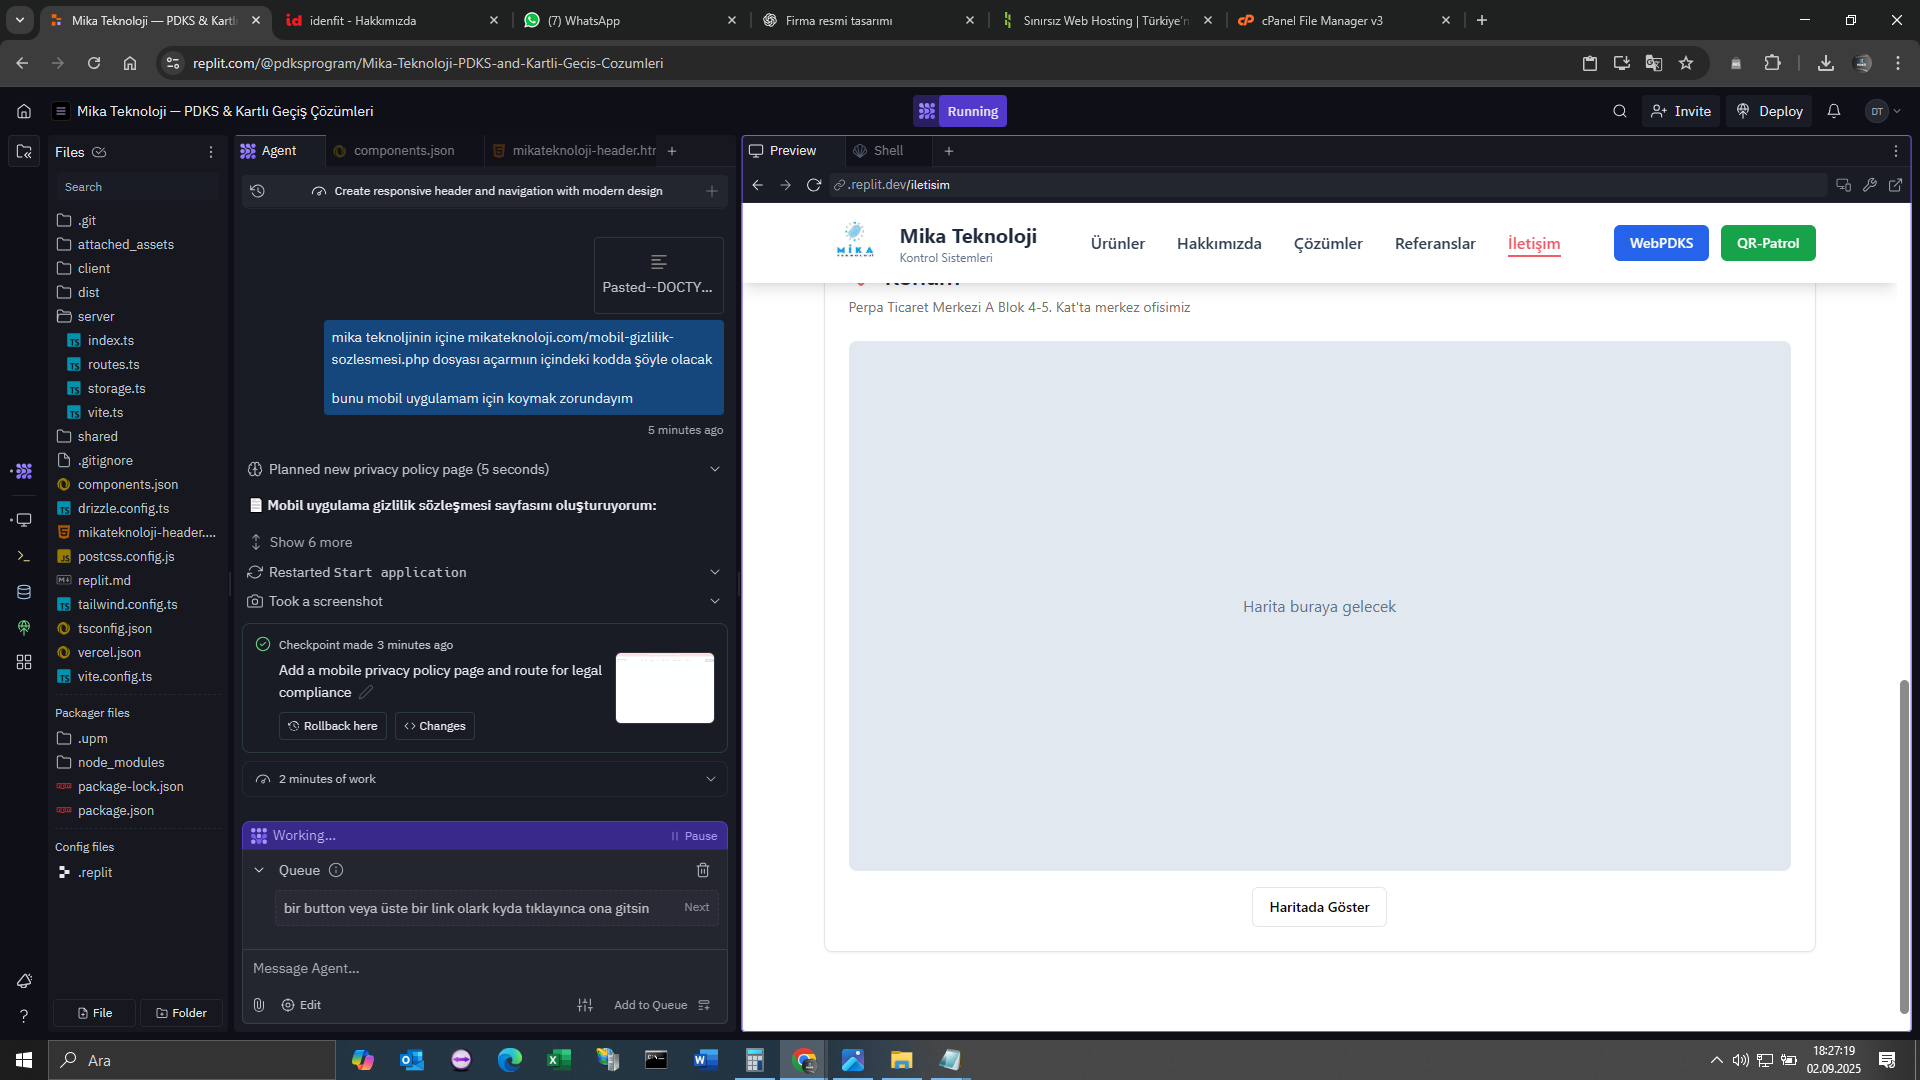 Mika Teknoloji — PDKS & Kartlı
idenfit - Hakkımızda
(7) WhatsApp
Firma resmi tasarımı
Sınırsız Web Hosting | Türkiye'n
cPanel File Manager v3
replit.com/@pdksprogram/Mika-Teknoloji-PDKS-and-Kartli-Gecis-Cozumleri
Mika Teknoloji — PDKS & Kartlı Geçiş Çözümleri
Running
Invite
Deploy
DT
Files
Search
.git
attached_assets
client
dist
server
index.ts
routes.ts
storage.ts
vite.ts
shared
.gitignore
components.json
drizzle.config.ts
mikateknoloji-header....
postcss.config.js
replit.md
tailwind.config.ts
tsconfig.json
vercel.json
vite.config.ts
Packager files
.upm
node_modules
package-lock.json
package.json
Config files
.replit
File
Folder
Agent
components.json
mikateknoloji-header.htr
Create responsive header and navigation with modern design
Pasted--DOCTY...
mika teknoljinin içine mikateknoloji.com/mobil-gizlilik-
sozlesmesi.php dosyası açarmıın içindeki kodda şöyle olacak
bunu mobil uygulamam için koymak zorundayım
5 minutes ago
Planned new privacy policy page (5 seconds)
Mobil uygulama gizlilik sözleşmesi sayfasını oluşturuyorum:
Show 6 more
Restarted Start application
Took a screenshot
Checkpoint made 3 minutes ago
Add a mobile privacy policy page and route for legal
compliance
Rollback here
Changes
2 minutes of work
Working...
Pause
Queue
bir button veya üste bir link olark kyda tıklayınca ona gitsin
Next
Message Agent...
Edit
Add to Queue
Preview
Shell
.replit.dev/iletisim
MİKA
Mika Teknoloji
Kontrol Sistemleri
Ürünler
Hakkımızda
Çözümler
Referanslar
İletişim
WebPDKS
QR-Patrol
Perpa Ticaret Merkezi A Blok 4-5. Kat'ta merkez ofisimiz
Harita buraya gelecek
Haritada Göster
Ara
18:27:19
02.09.2025